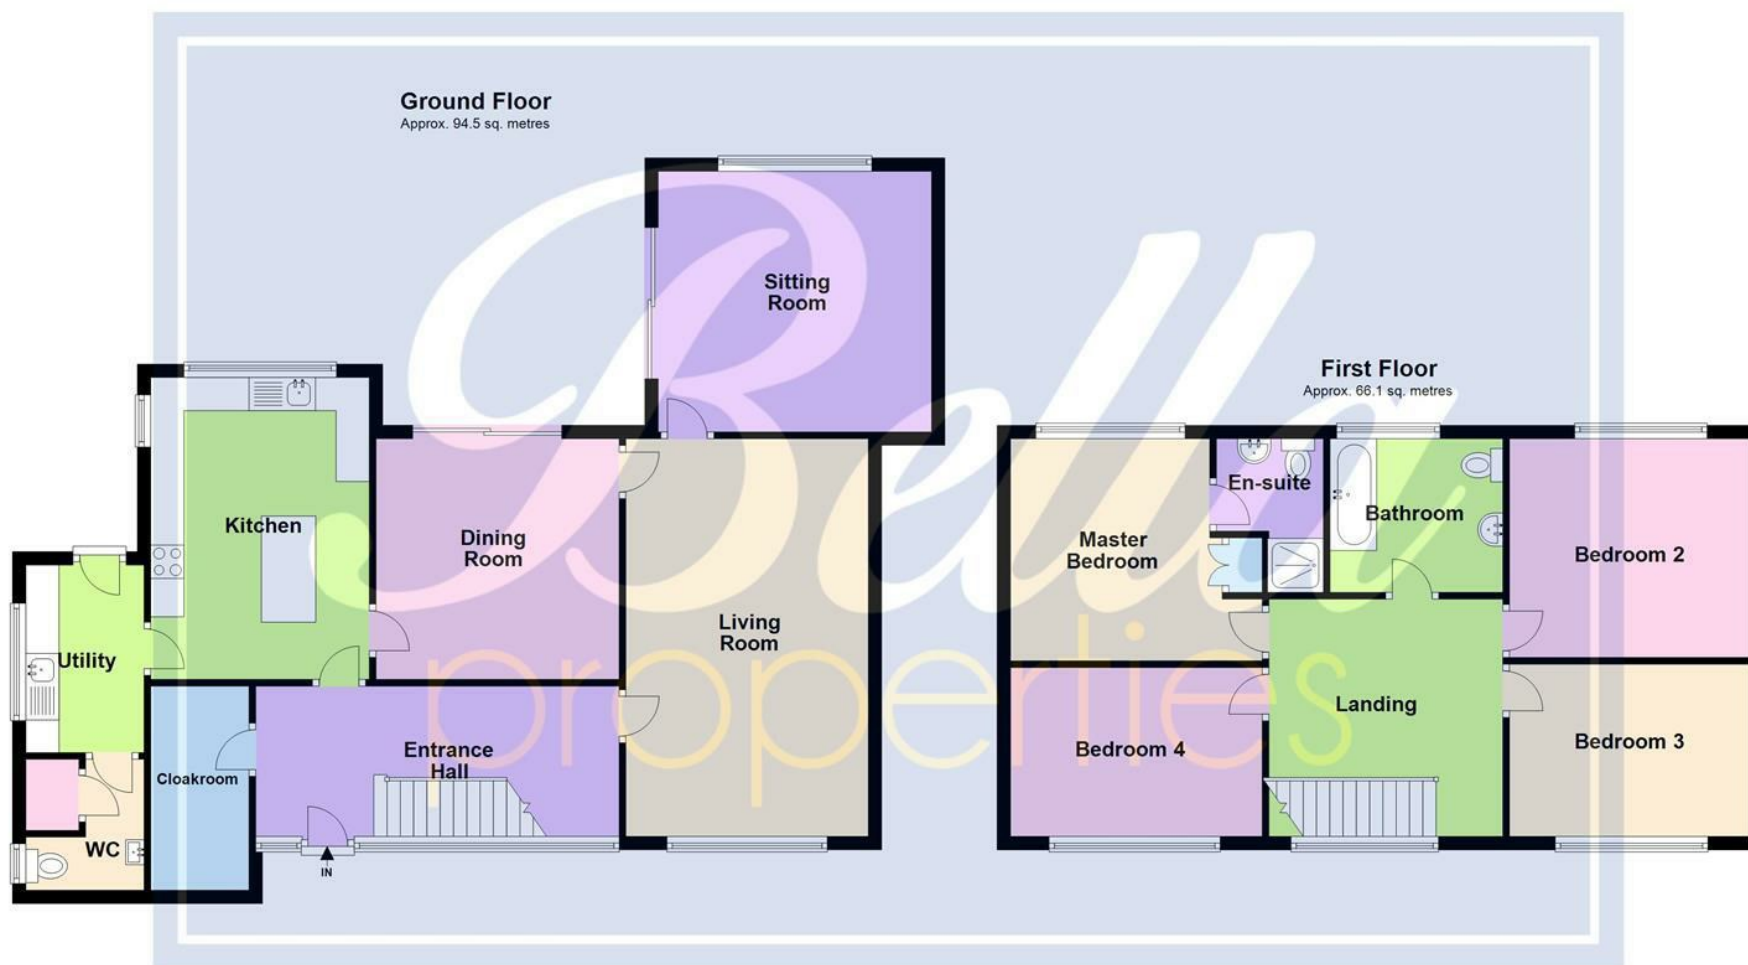 Ground Floor
Approx. 94.5 sq. metres
Sitting
Room
First Floor
Approx. 66.1 sq. metres
Kitchen
Dining
Room
Living
Room
Utility
Entrance
Hall
Cloakroom
WC
IN
En-suite
Bathroom
Master
Bedroom
Bedroom 2
Landing
Bedroom 4
Bedroom 3
Bella
properties